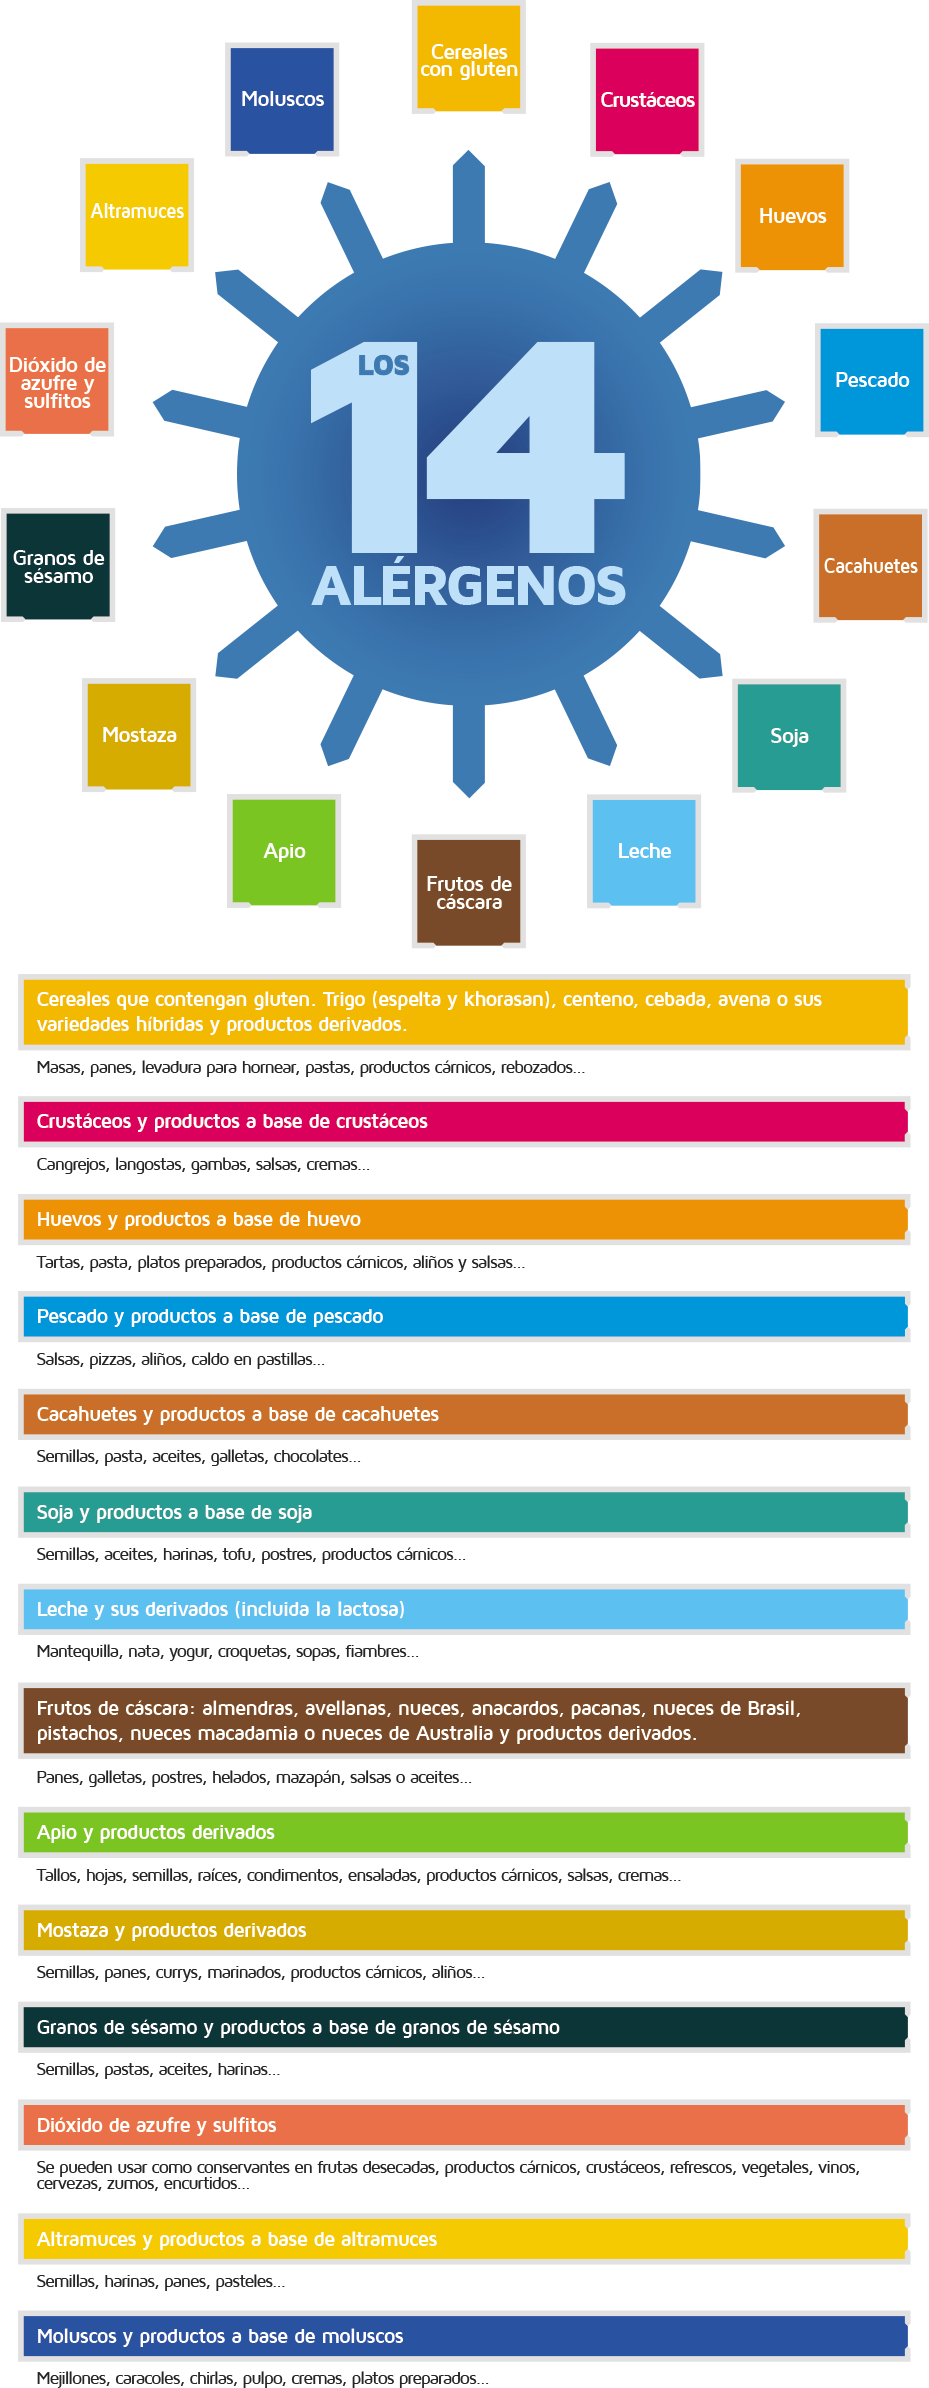 Cereales
con gluten
Moluscos
Crustáceos
Altramuces
Huevos
Dióxido de
azufre y
sulfitos
Pescado
LOS
14
ALÉRGENOS
Granos de
sésamo
Cacahuetes
Mostaza
Soja
Apio
Leche
Frutos de
cáscara
Cereales que contengan gluten. Trigo (espelta y khorasan), centeno, cebada, avena o sus
variedades híbridas y productos derivados.
Masas, panes, levadura para hornear, pastas, productos cárnicos, rebozados...
Crustáceos y productos a base de crustáceos
Cangrejos, langostas, gambas, salsas, cremas...
Huevos y productos a base de huevo
Tartas, pasta, platos preparados, productos cárnicos, aliños y salsas...
Pescado y productos a base de pescado
Salsas, pizzas, aliños, caldo en pastillas...
Cacahuetes y productos a base de cacahuetes
Semillas, pasta, aceites, galletas, chocolates...
Soja y productos a base de soja
Semillas, aceites, harinas, tofu, postres, productos cárnicos...
Leche y sus derivados (incluida la lactosa)
Mantequilla, nata, yogur, croquetas, sopas, fiambres...
Frutos de cáscara: almendras, avellanas, nueces, anacardos, pacanas, nueces de Brasil,
pistachos, nueces macadamia o nueces de Australia y productos derivados.
Panes, galletas, postres, helados, mazapán, salsas o aceites...
Apio y productos derivados
Tallos, hojas, semillas, raíces, condimentos, ensaladas, productos cárnicos, salsas, cremas...
Mostaza y productos derivados
Semillas, panes, currys, marinados, productos cárnicos, aliños...
Granos de sésamo y productos a base de granos de sésamo
Semillas, pastas, aceites, harinas...
Dióxido de azufre y sulfitos
Se pueden usar como conservantes en frutas desecadas, productos cárnicos, crustáceos, refrescos, vegetales, vinos,
cervezas, zumos, encurtidos...
Altramuces y productos a base de altramuces
Semillas, harinas, panes, pasteles...
Moluscos y productos a base de moluscos
Mejillones, caracoles, chirlas, pulpo, cremas, platos preparados...